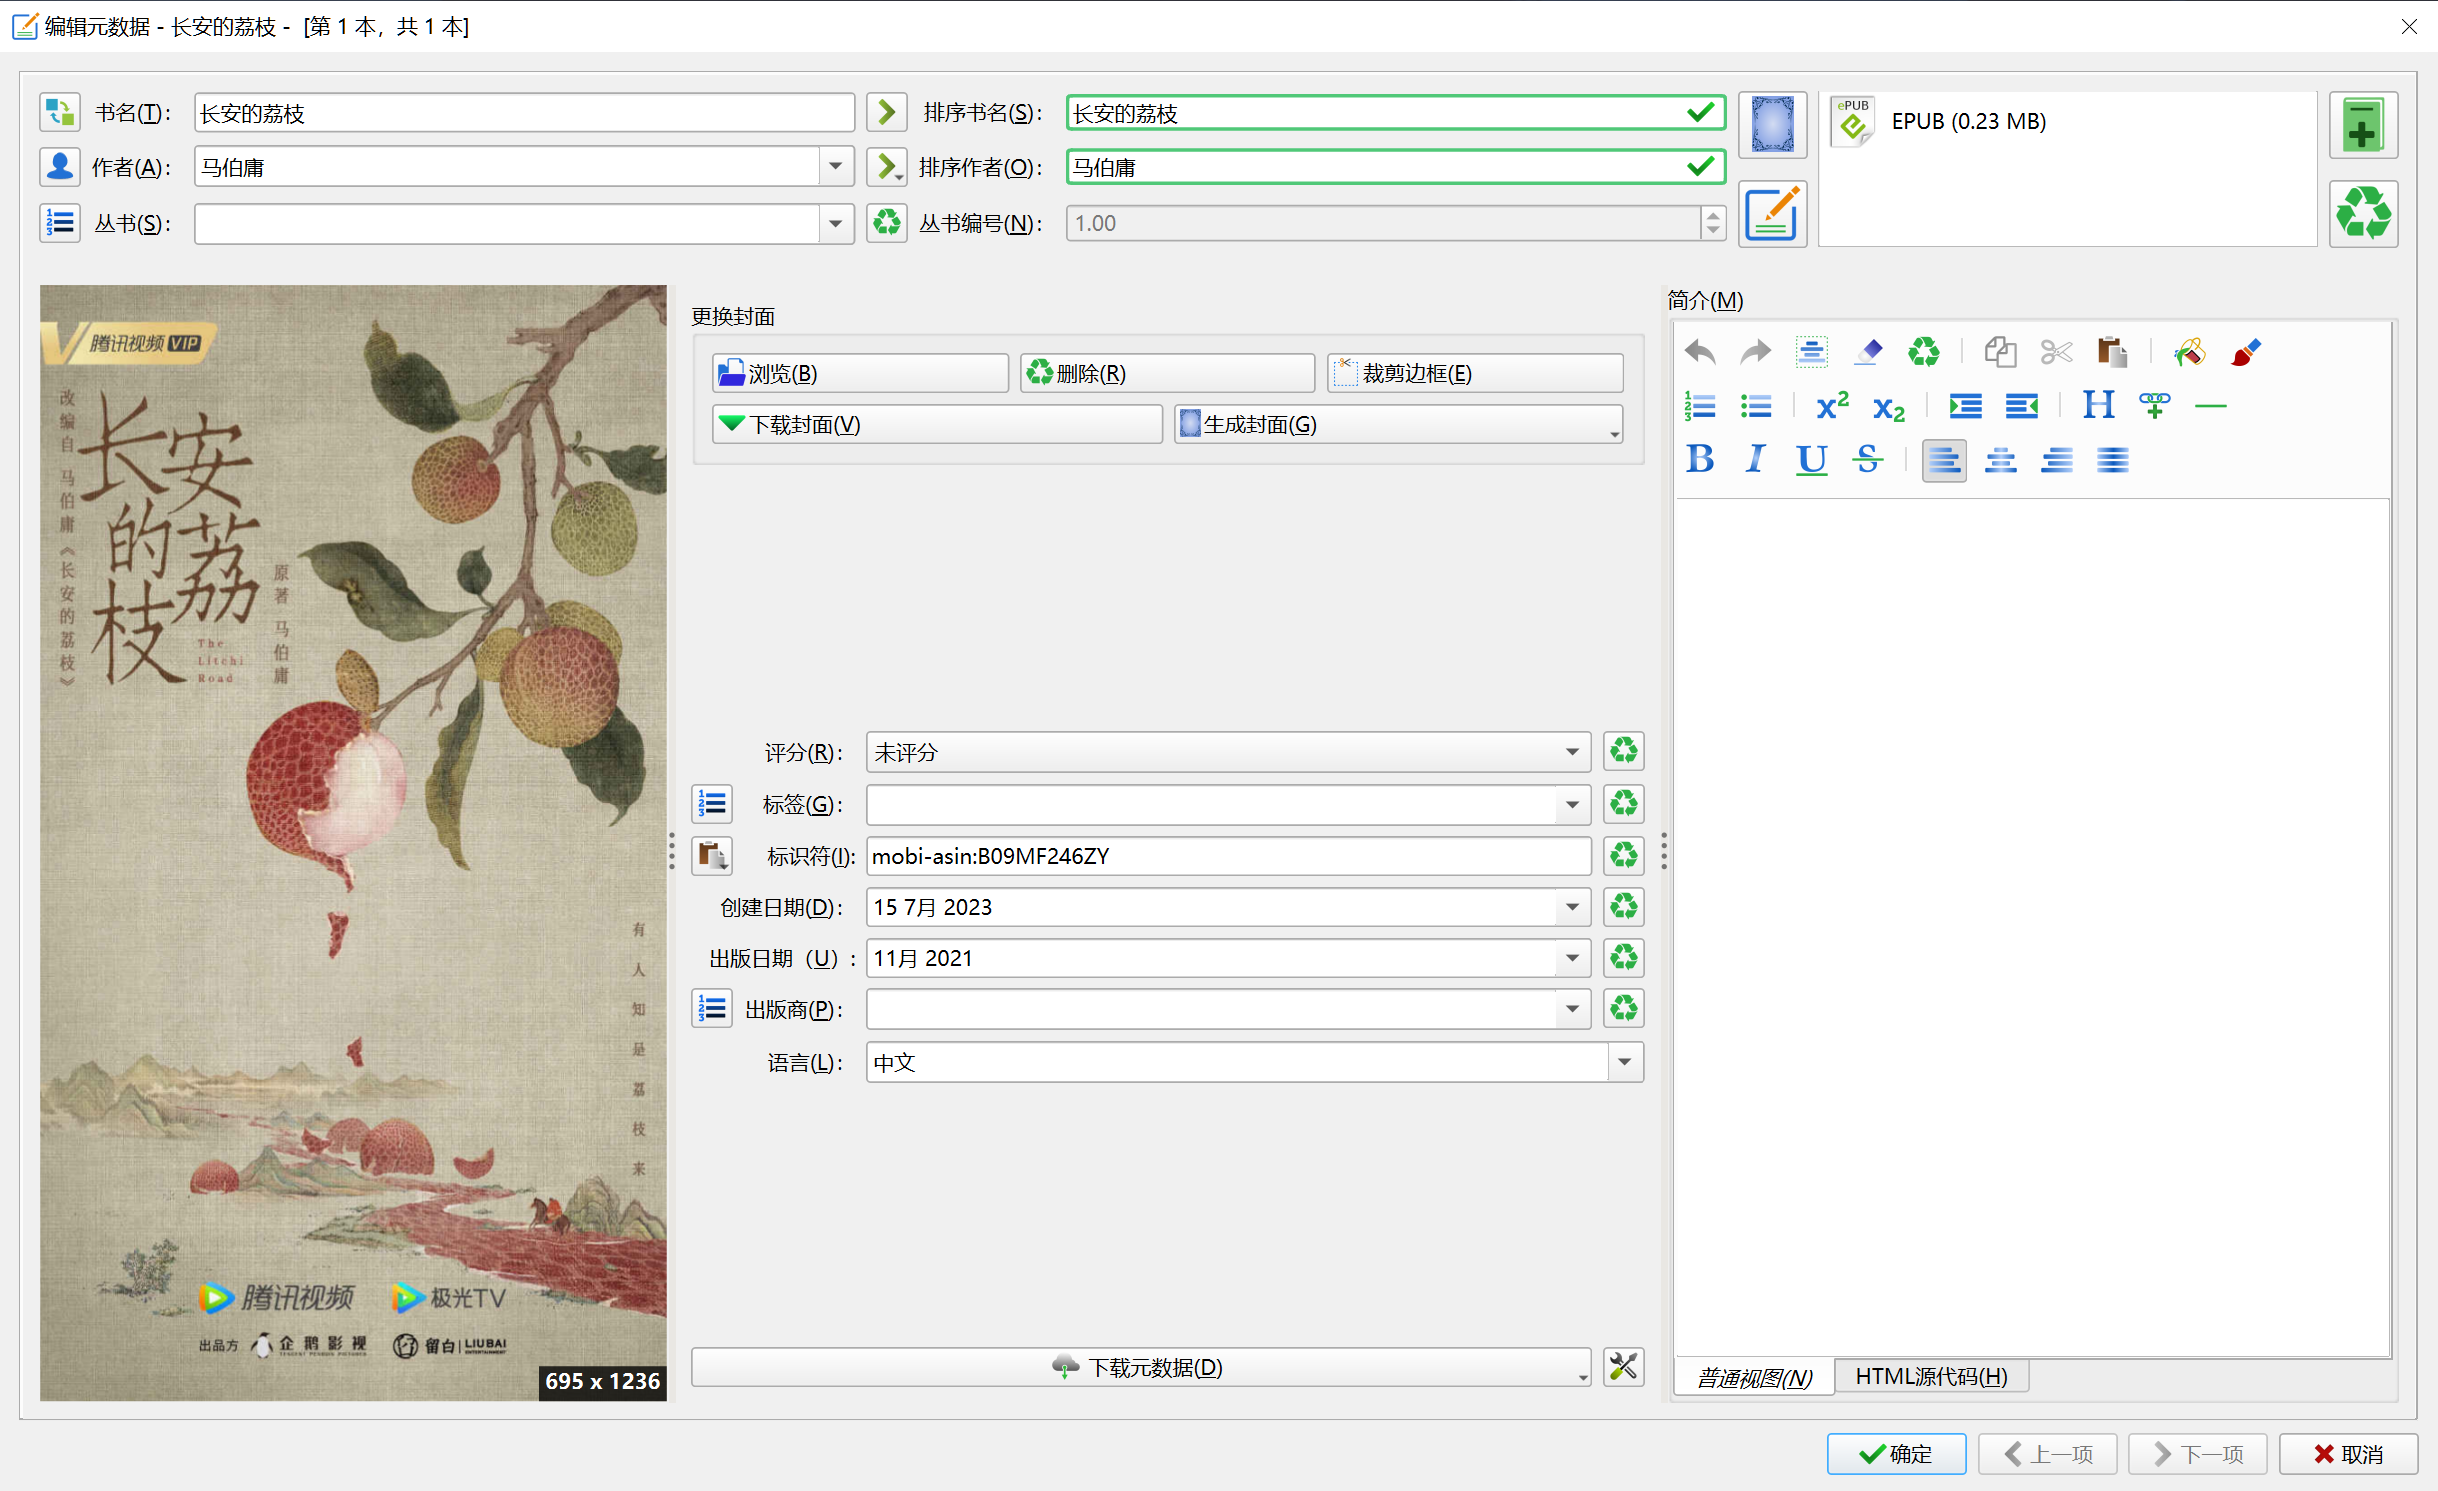 编辑元数据 - 长安的荔枝 - [第 1 本，共 1 本]
书名(T)：
长安的荔枝
排序书名(S)：
长安的荔枝
ePUB
EPUB (0.23 MB)
作者(A)：
马伯庸
排序作者(O)：
马伯庸
丛书(S)：
丛书编号(N)：
1.00
腾讯视频 VIP
改编自 马伯庸《长安的荔枝》
长安的荔枝
The
Litchi
Road
原著 马伯庸
有人知是荔枝来
腾讯视频
极光TV
出品方
企鹅影视
TENCENT PENGUIN PICTURES
留白 | LIUBAI
ENTERTAINMENT
695 x 1236
更换封面
浏览(B)
删除(R)
裁剪边框(E)
下载封面(V)
生成封面(G)
评分(R)：
未评分
标签(G)：
标识符(I):
mobi-asin:B09MF246ZY
创建日期(D)：
15 7月 2023
出版日期（U）:
11月 2021
出版商(P)：
语言(L)：
中文
下载元数据(D)
简介(M)
普通视图(N)
HTML源代码(H)
确定
上一项
下一项
取消